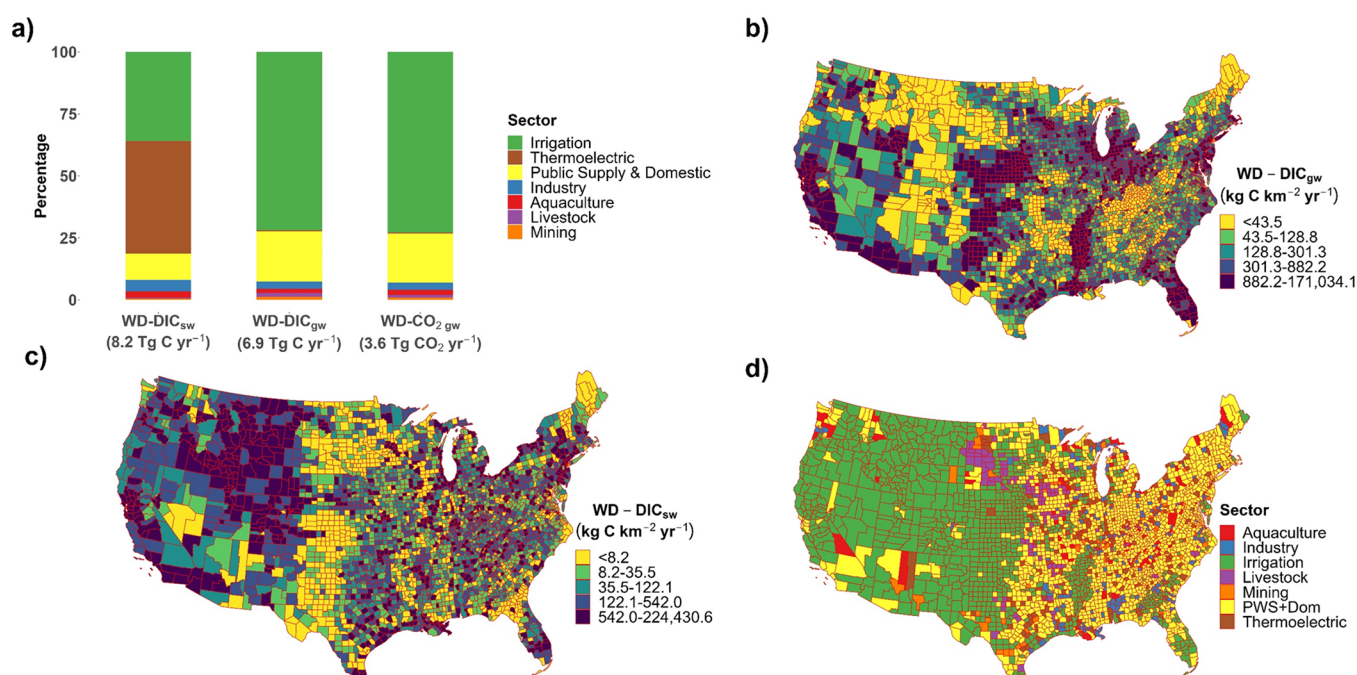 a)
100
75
50
25
0
Percentage
WD-DICsw
(8.2 Tg C yr⁻¹)
WD-DICgw
(6.9 Tg C yr⁻¹)
WD-CO₂ gw
(3.6 Tg CO₂ yr⁻¹)
Sector
Irrigation
Thermoelectric
Public Supply & Domestic
Industry
Aquaculture
Livestock
Mining
b)
WD − DICgw
(kg C km⁻² yr⁻¹)
<43.5
43.5-128.8
128.8-301.3
301.3-882.2
882.2-171,034.1
c)
WD − DICsw
(kg C km⁻² yr⁻¹)
<8.2
8.2-35.5
35.5-122.1
122.1-542.0
542.0-224,430.6
d)
Sector
Aquaculture
Industry
Irrigation
Livestock
Mining
PWS+Dom
Thermoelectric